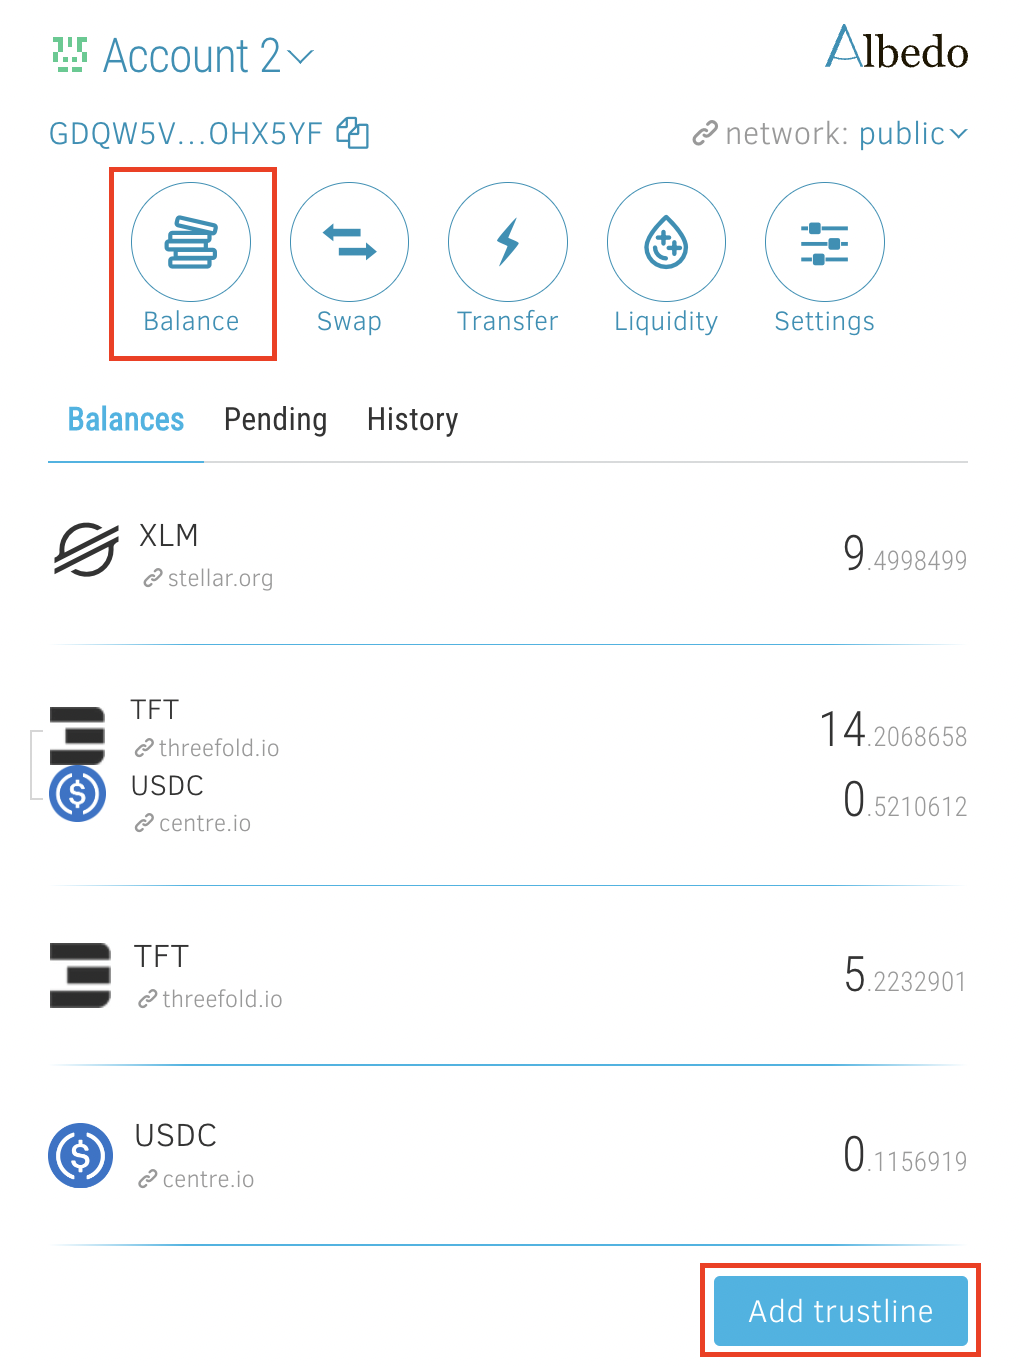 Account 2
Albedo
GDQW5V...OHX5YF
network: public
Balance
Swap
Transfer
Liquidity
Settings
Balances
Pending
History
XLM
9.4998499
stellar.org
TFT
14.2068658
threefold.io
USDC
0.5210612
centre.io
TFT
5.2232901
threefold.io
USDC
0.1156919
centre.io
Add trustline